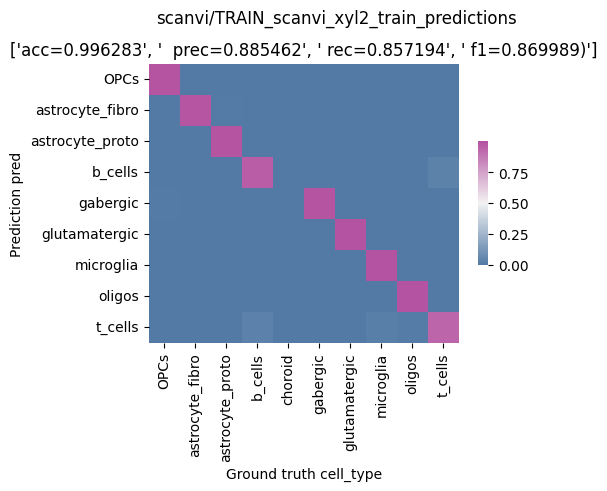 scanvi/TRAIN_scanvi_xyl2_train_predictions
['acc=0.996283', '  prec=0.885462', ' rec=0.857194', ' f1=0.869989)']
OPCs
astrocyte_fibro
astrocyte_proto
b_cells
gabergic
glutamatergic
microglia
oligos
t_cells
Prediction pred
0.75
0.50
0.25
0.00
OPCs
astrocyte_fibro
astrocyte_proto
b_cells
choroid
gabergic
glutamatergic
microglia
oligos
t_cells
Ground truth cell_type